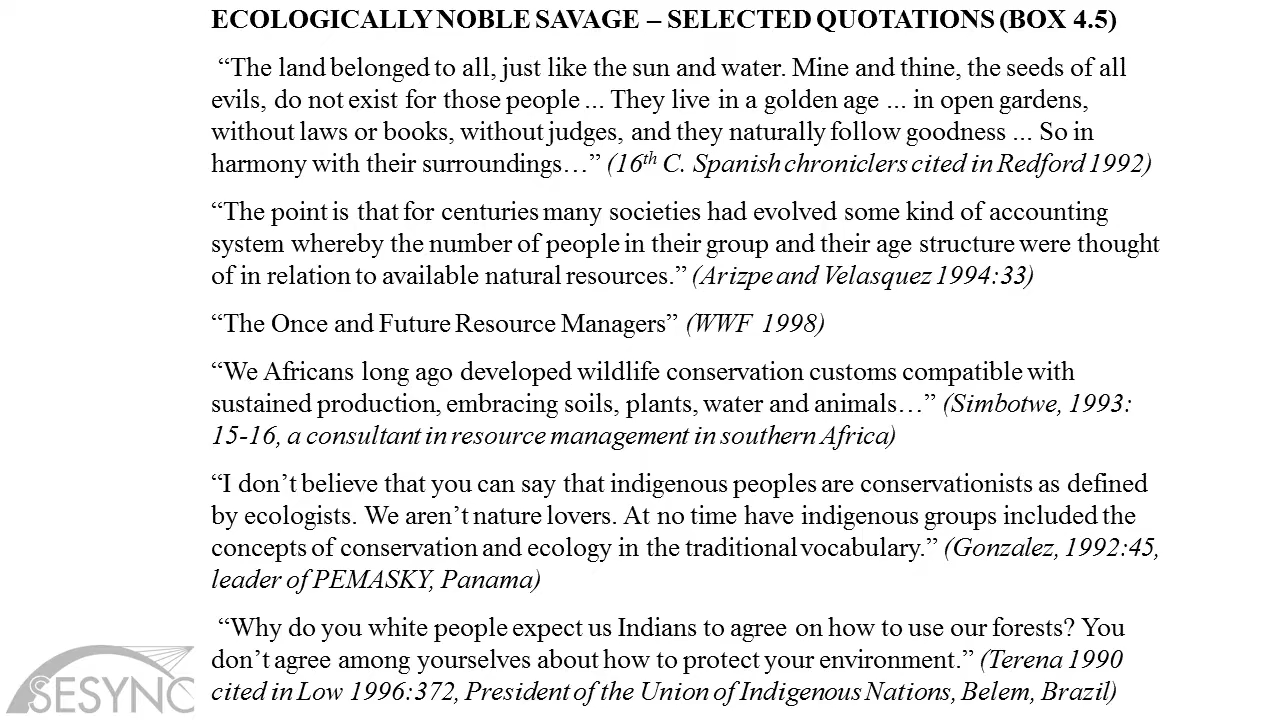 ECOLOGICALLY NOBLE SAVAGE – SELECTED QUOTATIONS (BOX 4.5)
“The land belonged to all, just like the sun and water. Mine and thine, the seeds of all
evils, do not exist for those people ... They live in a golden age ... in open gardens,
without laws or books, without judges, and they naturally follow goodness ... So in
harmony with their surroundings…” (16th C. Spanish chroniclers cited in Redford 1992)
“The point is that for centuries many societies had evolved some kind of accounting
system whereby the number of people in their group and their age structure were thought
of in relation to available natural resources.” (Arizpe and Velasquez 1994:33)
“The Once and Future Resource Managers” (WWF 1998)
“We Africans long ago developed wildlife conservation customs compatible with
sustained production, embracing soils, plants, water and animals…” (Simbotwe, 1993:
15-16, a consultant in resource management in southern Africa)
“I don’t believe that you can say that indigenous peoples are conservationists as defined
by ecologists. We aren’t nature lovers. At no time have indigenous groups included the
concepts of conservation and ecology in the traditional vocabulary.” (Gonzalez, 1992:45,
leader of PEMASKY, Panama)
“Why do you white people expect us Indians to agree on how to use our forests? You
don’t agree among yourselves about how to protect your environment.” (Terena 1990
cited in Low 1996:372, President of the Union of Indigenous Nations, Belem, Brazil)
SESYNC